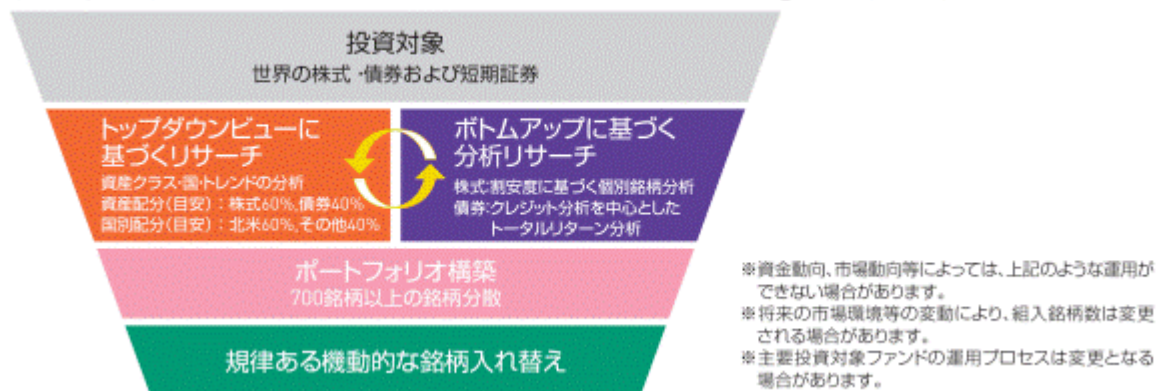 投資対象
世界の株式・債券および短期証券
トップダウンビューに
基づくリサーチ
資産クラス・国・トレンドの分析
資産配分(目安):株式60%,債券40%
国別配分(目安):北米60%,その他40%
ボトムアップに基づく
分析リサーチ
株式:割安度に基づく個別銘柄分析
債券:クレジット分析を中心とした
トータルリターン分析
ポートフォリオ構築
700銘柄以上の銘柄分散
規律ある機動的な銘柄入れ替え
※資金動向、市場動向等によっては、上記のような運用が
できない場合があります。
※将来の市場環境等の変動により、組入銘柄数は変更
される場合があります。
※主要投資対象ファンドの運用プロセスは変更となる
場合があります。